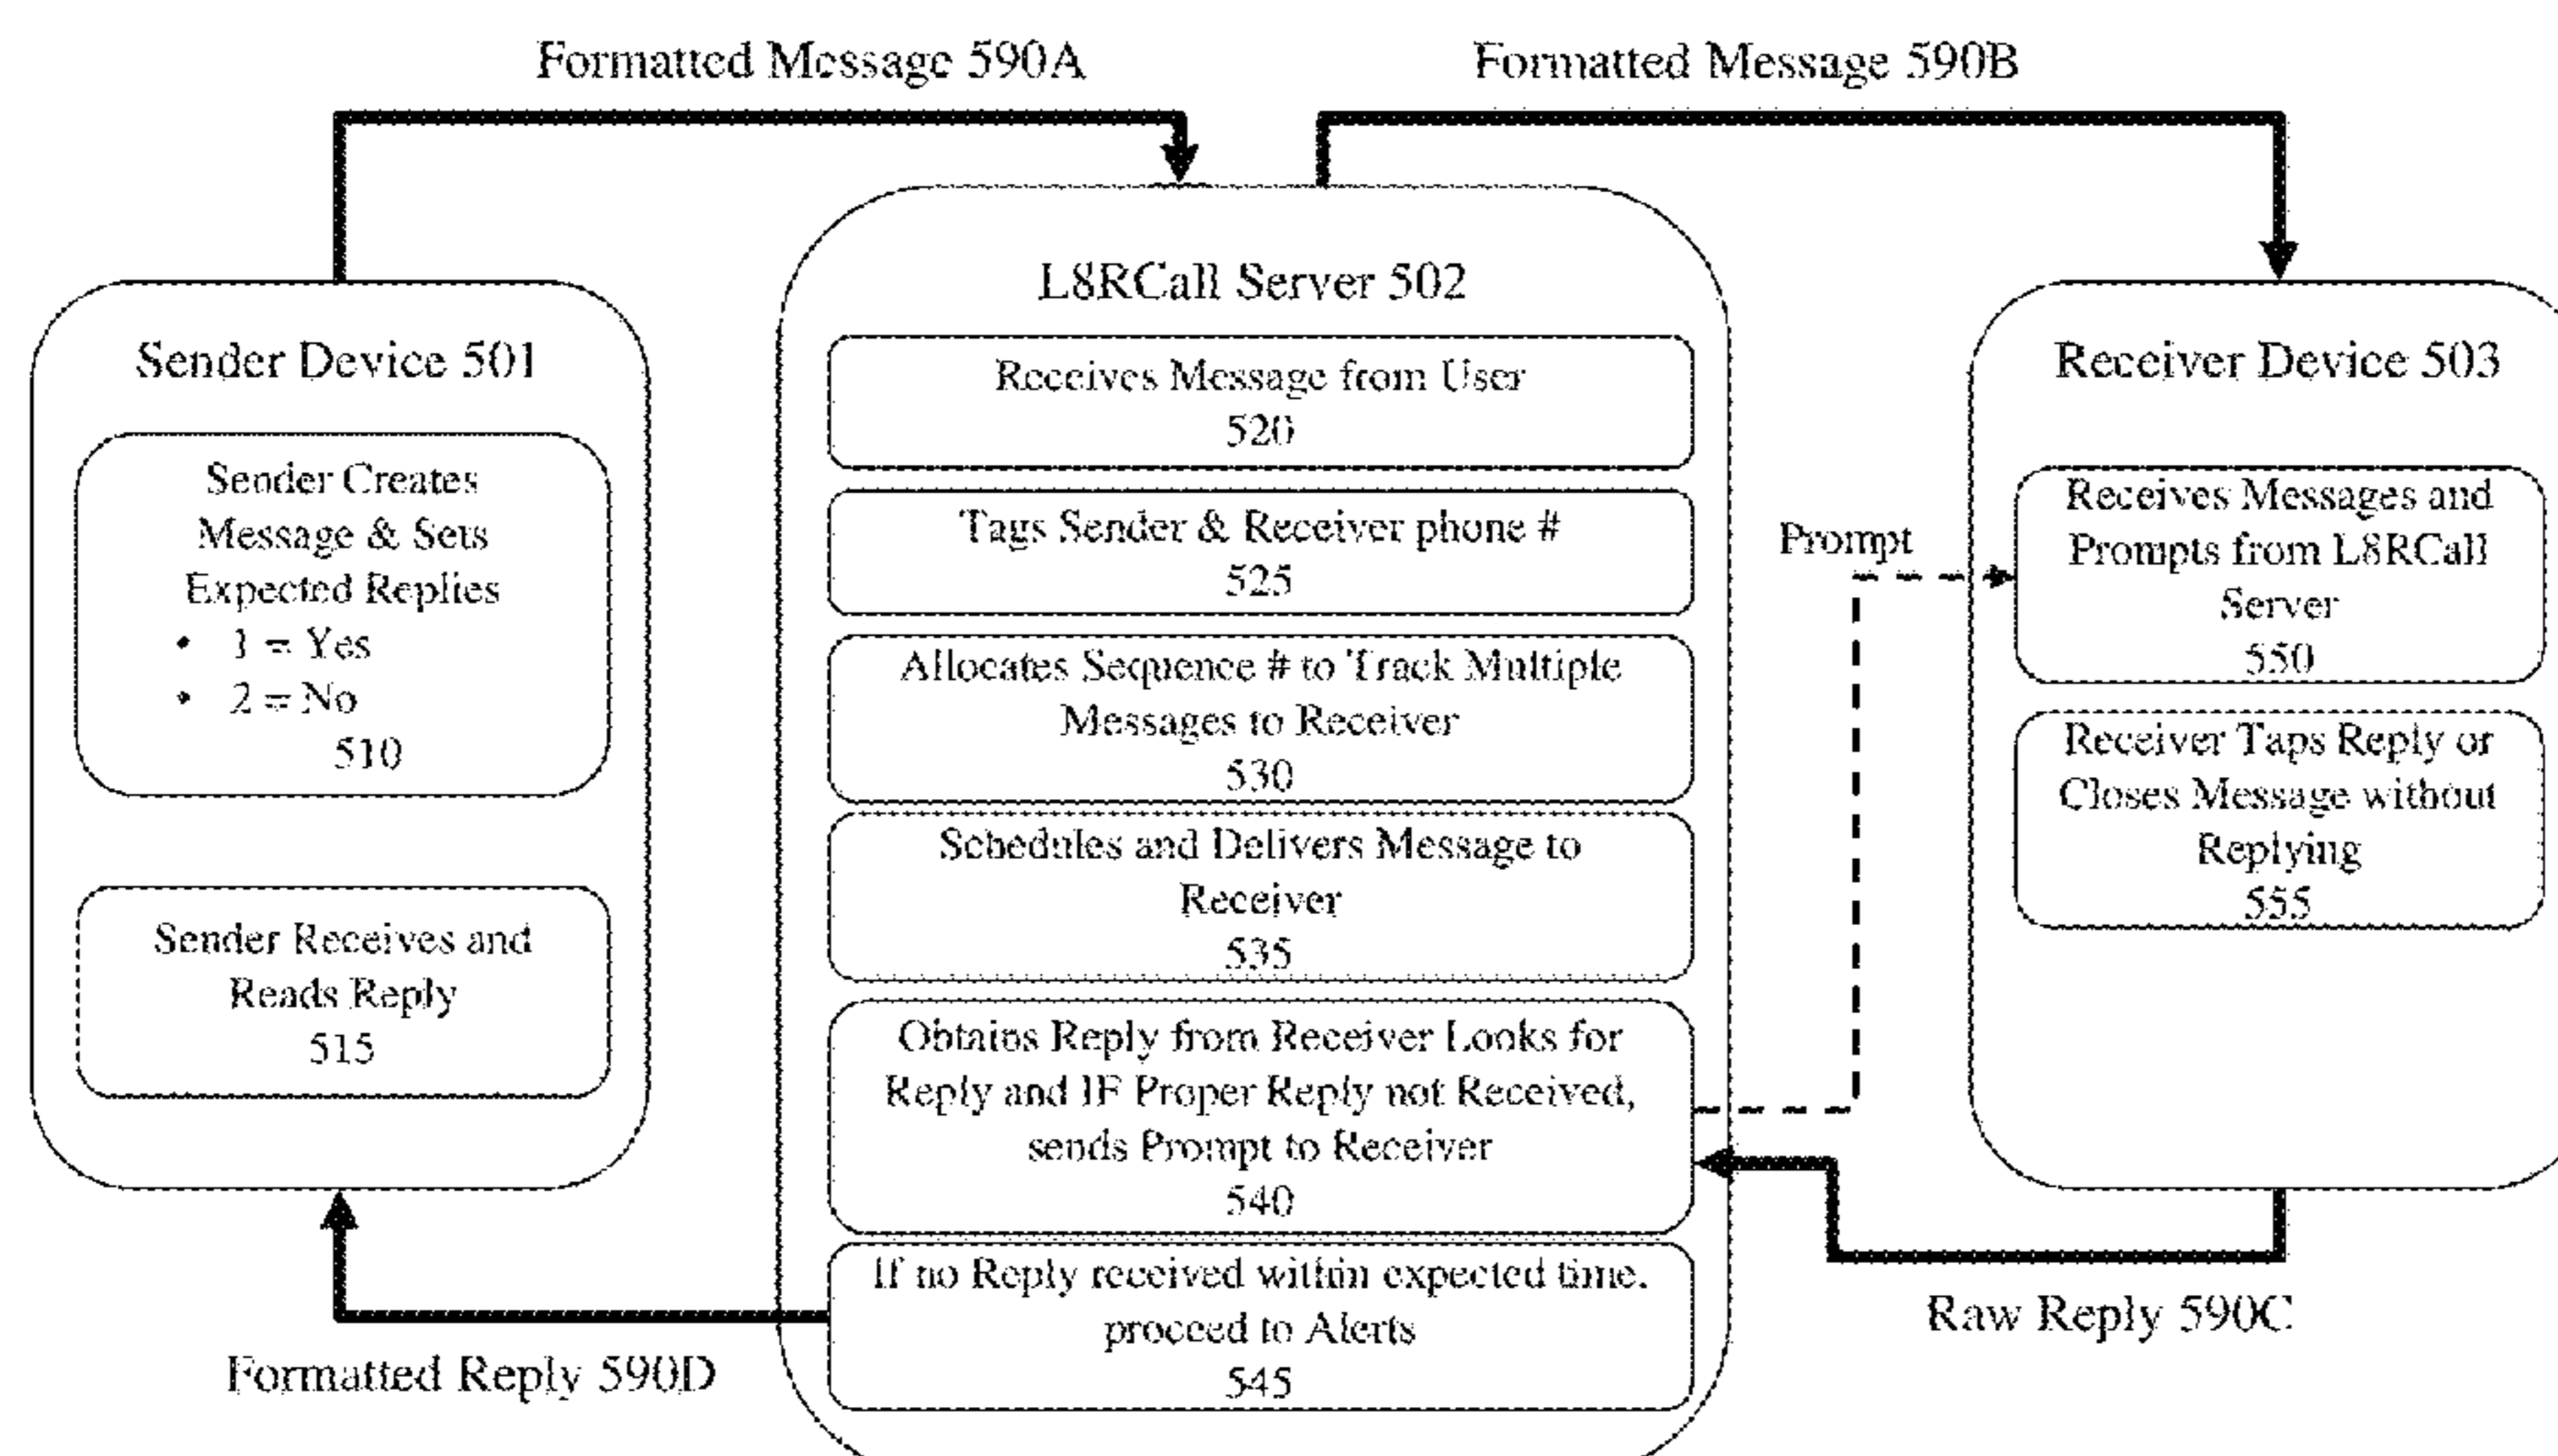 Formatted Message 590A
Formatted Message 590B
Sender Device 501
Sender Creates
Message & Sets
Expected Replies
• 1 = Yes
• 2 = No
510
Sender Receives and
Reads Reply
515
L8RCall Server 502
Receives Message from User
520
Tags Sender & Receiver phone #
525
Allocates Sequence # to Track Multiple
Messages to Receiver
530
Schedules and Delivers Message to
Receiver
535
Obtains Reply from Receiver Looks for
Reply and IF Proper Reply not Received,
sends Prompt to Receiver
540
If no Reply received within expected time.
proceed to Alerts
545
Prompt
Receiver Device 503
Receives Messages and
Prompts from L8RCall
Server
550
Receiver Taps Reply or
Closes Message without
Replying
555
Raw Reply 590C
Formatted Reply 590D